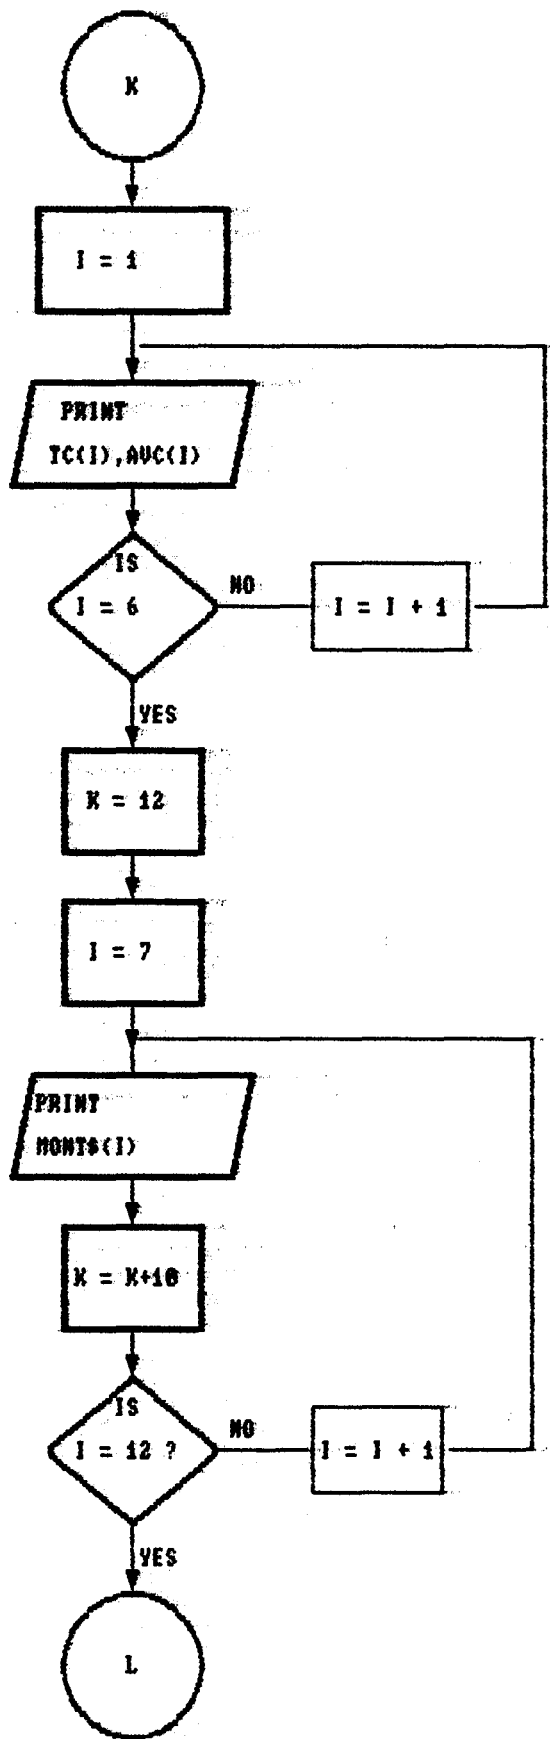 K
I = 1
PRINT
TC(I),AVC(I)
IS
I = 6
NO
I = I + 1
YES
K = 12
I = 7
PRINT
MONT$(I)
K = K+10
IS
I = 12 ?
NO
I = I + 1
YES
L